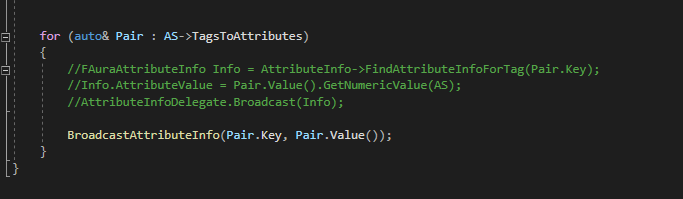 for (auto& Pair : AS->TagsToAttributes)
{
//FAuraAttributeInfo Info = AttributeInfo->FindAttributeInfoForTag(Pair.Key);
//Info.AttributeValue = Pair.Value().GetNumericValue(AS);
//AttributeInfoDelegate.Broadcast(Info);
BroadcastAttributeInfo(Pair.Key, Pair.Value());
}
}